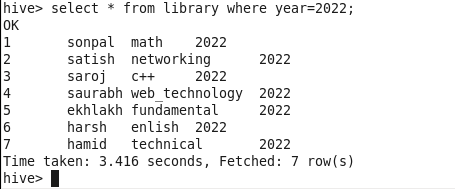 hive> select * from library where year=2022;
OK
1	sonpal	math	2022
2	satish	networking	2022
3	saroj	c++	2022
4	saurabh	web_technology	2022
5	ekhlakh	fundamental	2022
6	harsh	enlish	2022
7	hamid	technical	2022
Time taken: 3.416 seconds, Fetched: 7 row(s)
hive>